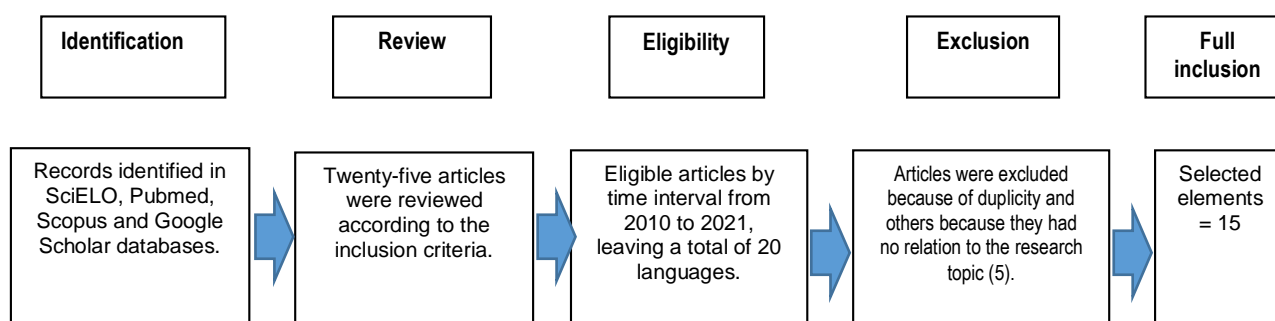 Identification
Review
Eligibility
Exclusion
Full
inclusion
Records identified in
SciELO, Pubmed,
Scopus and Google
Scholar databases.
Twenty-five articles
were reviewed
according to the
inclusion criteria.
Eligible articles by
time interval from
2010 to 2021,
leaving a total of 20
languages.
Articles were excluded
because of duplicity and
others because they had
no relation to the research
topic (5).
Selected
elements
= 15